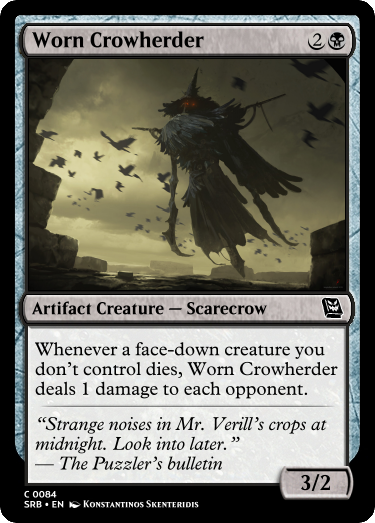 Worn Crowherder 2
Artifact Creature — Scarecrow
Whenever a face-down creature you
don't control dies, Worn Crowherder
deals 1 damage to each opponent.
"Strange noises in Mr. Verill's crops at
midnight. Look into later."
— The Puzzler's bulletin
3/2
C 0084
SRB • EN Konstantinos Skenteridis